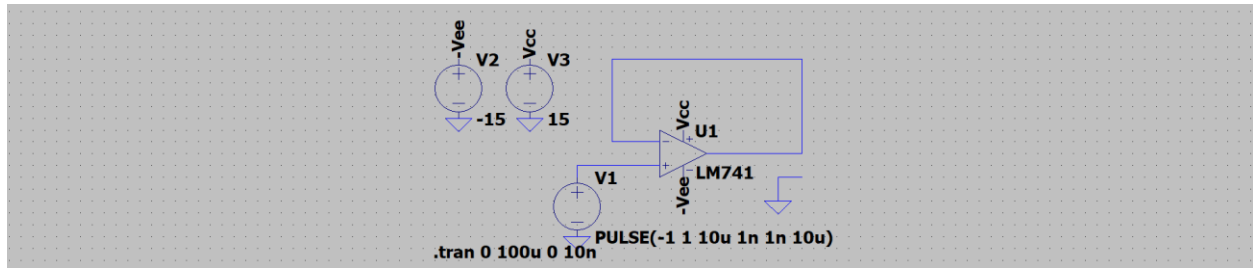 -Vee
V2
-15
Vcc
V3
15
Vcc
U1
LM741
-Vee
V1
PULSE(-1 1 10u 1n 1n 10u)
.tran 0 100u 0 10n